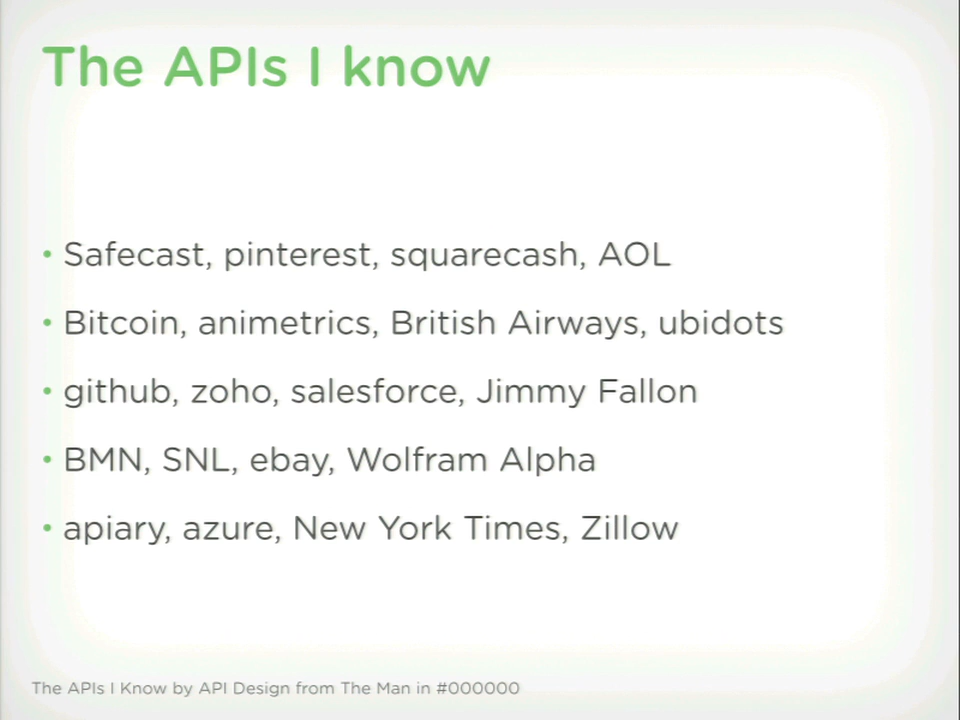 The APIs I know
• Safecast, pinterest, squarecash, AOL
• Bitcoin, animetrics, British Airways, ubidots
• github, zoho, salesforce, Jimmy Fallon
• BMN, SNL, ebay, Wolfram Alpha
• apiary, azure, New York Times, Zillow
The APIs I Know by API Design from The Man in #000000